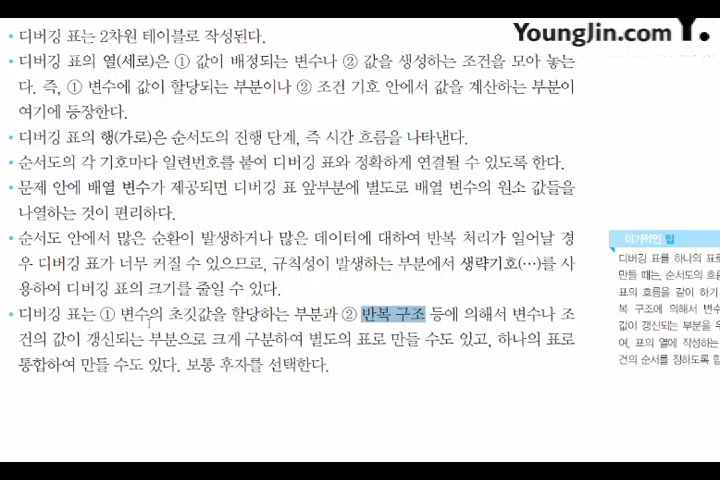 YoungJin.com Y.
• 디버깅 표는 2차원 테이블로 작성된다.
• 디버깅 표의 열(세로)은 ① 값이 배정되는 변수나 ② 값을 생성하는 조건을 모아 놓는
다. 즉, ① 변수에 값이 할당되는 부분이나 ② 조건 기호 안에서 값을 계산하는 부분이
여기에 등장한다.
• 디버깅 표의 행(가로)은 순서도의 진행 단계, 즉 시간 흐름을 나타낸다.
• 순서도의 각 기호마다 일련번호를 붙여 디버깅 표와 정확하게 연결될 수 있도록 한다.
• 문제 안에 배열 변수가 제공되면 디버깅 표 앞부분에 별도로 배열 변수의 원소 값들을
나열하는 것이 편리하다.
• 순서도 안에서 많은 순환이 발생하거나 많은 데이터에 대하여 반복 처리가 일어날 경
우 디버깅 표가 너무 커질 수 있으므로, 규칙성이 발생하는 부분에서 생략기호(…)를 사
용하여 디버깅 표의 크기를 줄일 수 있다.
• 디버깅 표는 ① 변수의 초깃값을 할당하는 부분과 ② 반복 구조 등에 의해서 변수나 조
건의 값이 갱신되는 부분으로 크게 구분하여 별도의 표로 만들 수도 있고, 하나의 표로
통합하여 만들 수도 있다. 보통 후자를 선택한다.
이기적인 팁
디버깅 표를 하나의 표로
만들 때는, 순서도의 흐름
표의 흐름을 같이 하기
복 구조에 의해서 변수
값이 갱신되는 부분을 우
여, 표의 열에 작성하는
건의 순서를 정하도록 합